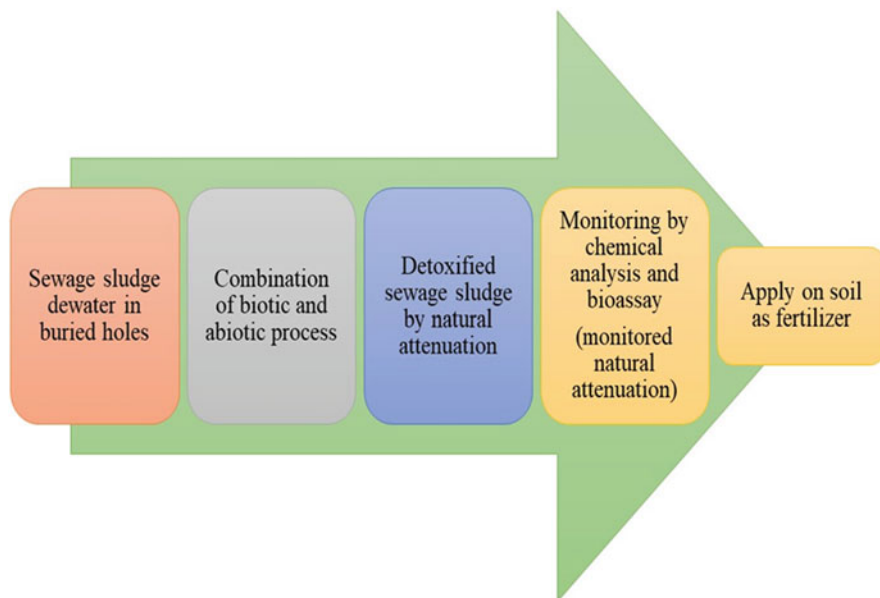 Sewage sludge
dewater in
buried holes
Combination
of biotic and
abiotic process
Detoxified
sewage sludge
by natural
attenuation
Monitoring by
chemical
analysis and
bioassay
(monitored
natural
attenuation)
Apply on soil
as fertilizer